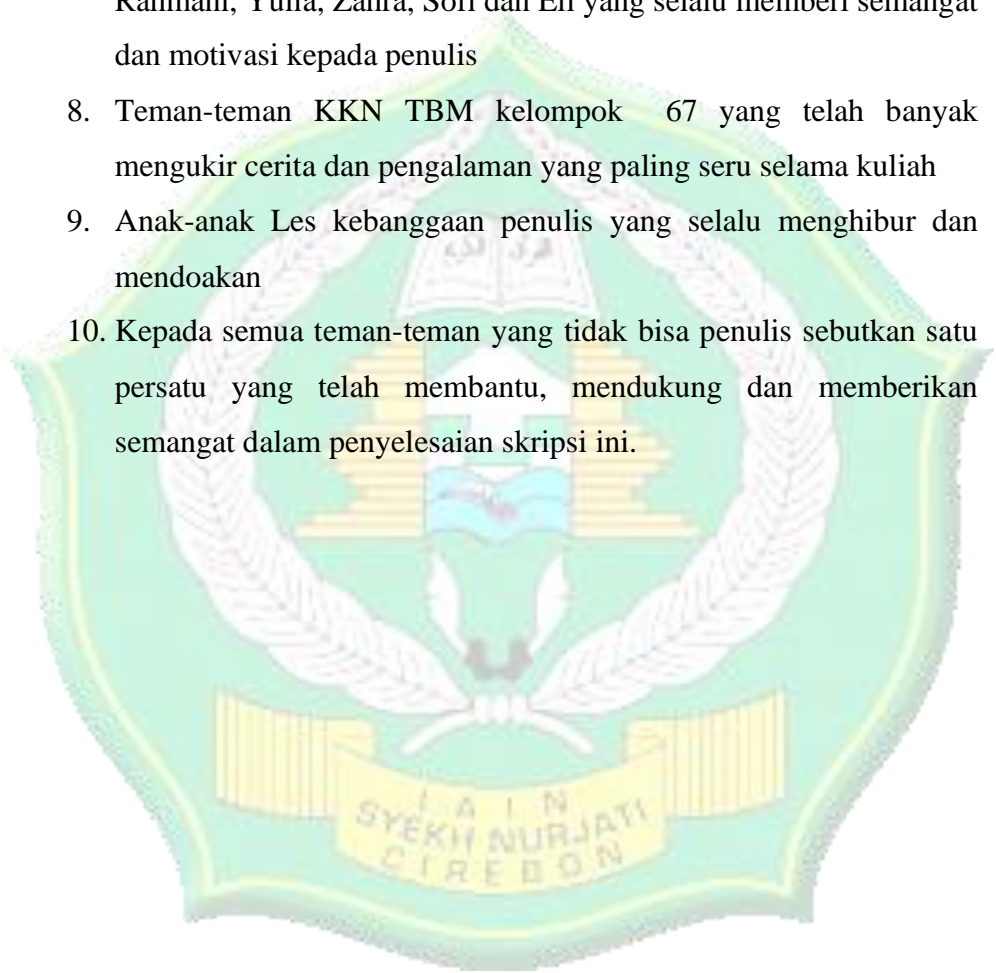 dan motivasi kepada penulis
8. Teman-teman KKN TBM kelompok 67 yang telah banyak
mengukir cerita dan pengalaman yang paling seru selama kuliah
9. Anak-anak Les kebanggaan penulis yang selalu menghibur dan
mendoakan
10. Kepada semua teman-teman yang tidak bisa penulis sebutkan satu
persatu yang telah membantu, mendukung dan memberikan
semangat dalam penyelesaian skripsi ini.
IAIN
SYEKH NURJATI
CIREBON